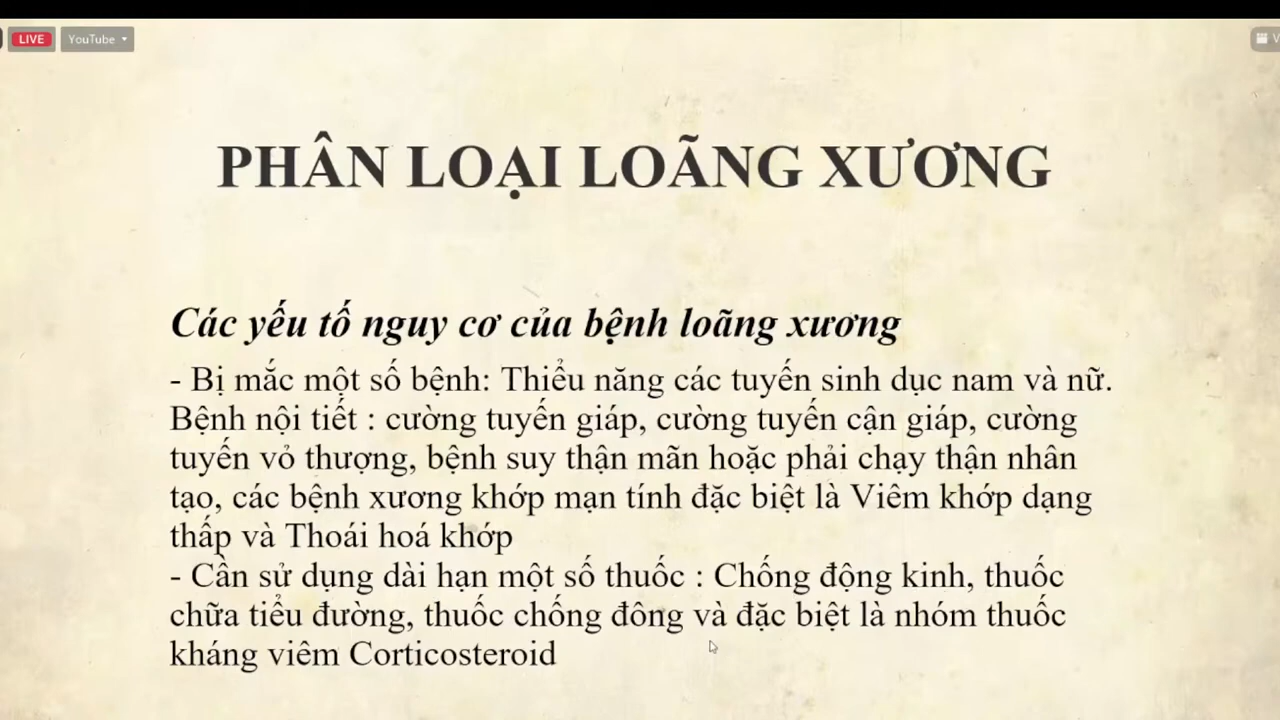 LIVE YouTube V
PHÂN LOẠI LOÃNG XƯƠNG
Các yếu tố nguy cơ của bệnh loãng xương
- Bị mắc một số bệnh: Thiểu năng các tuyến sinh dục nam và nữ.
Bệnh nội tiết : cường tuyến giáp, cường tuyến cận giáp, cường
tuyến vỏ thượng, bệnh suy thận mãn hoặc phải chạy thận nhân
tạo, các bệnh xương khớp mạn tính đặc biệt là Viêm khớp dạng
thấp và Thoái hoá khớp
- Cần sử dụng dài hạn một số thuốc : Chống động kinh, thuốc
chữa tiểu đường, thuốc chống đông và đặc biệt là nhóm thuốc
kháng viêm Corticosteroid